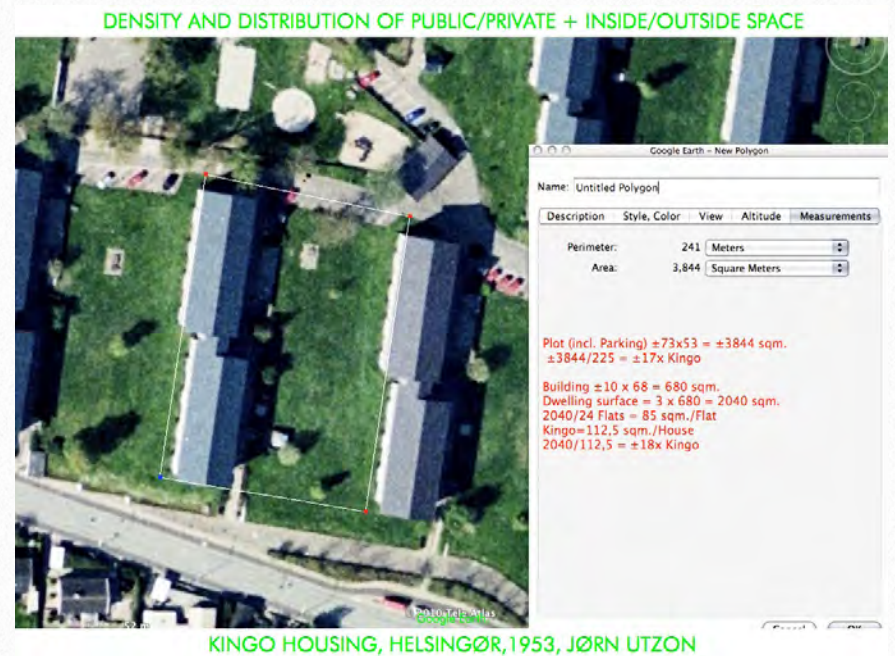 DENSITY AND DISTRIBUTION OF PUBLIC/PRIVATE + INSIDE/OUTSIDE SPACE
Google Earth – New Polygon
Name: Untitled Polygon
Description Style, Color View Altitude Measurements
Perimeter: 241 Meters
Area: 3,844 Square Meters
Plot (incl. Parking) ±73x53 = ±3844 sqm.
±3844/225 = ±17x Kingo
Building ±10 x 68 = 680 sqm.
Dwelling surface = 3 x 680 = 2040 sqm.
2040/24 Flats = 85 sqm./Flat
Kingo=112,5 sqm./House
2040/112,5 = ±18x Kingo
2010 Tele Atlas
Google Earth
KINGO HOUSING, HELSINGØR,1953, JØRN UTZON